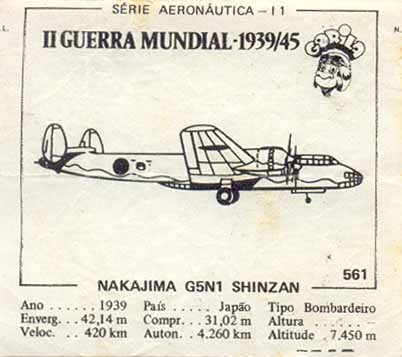 SÉRIE AERONÁUTICA - I 1
L.
N.
II GUERRA MUNDIAL-1939/45
GORILA
561
NAKAJIMA G5N1 SHINZAN
Ano ...... 1939 País ..... Japão Tipo Bombardeiro
Enverg... 42,14 m Compr... 31,02 m Altura ..... –
Veloc. .. 420 km Auton.. 4.260 km Altitude 7.450 m